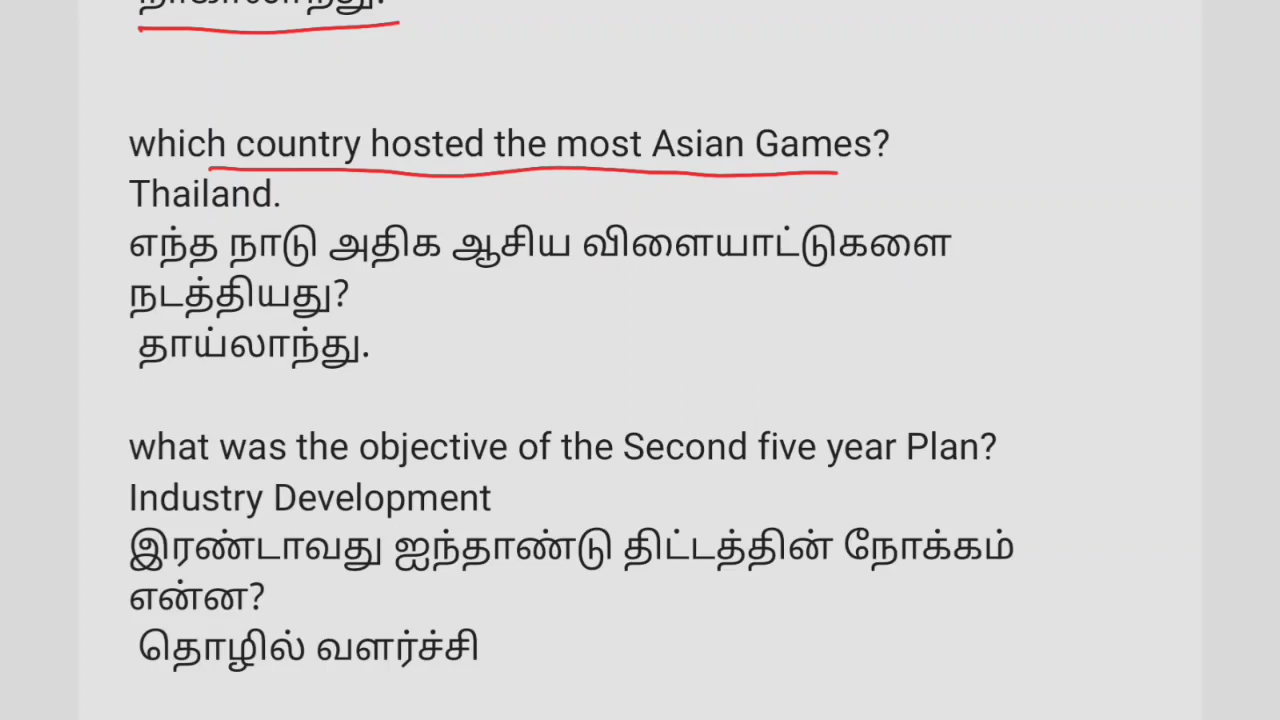 நாகாலாந்து.
which country hosted the most Asian Games?
Thailand.
எந்த நாடு அதிக ஆசிய விளையாட்டுகளை
நடத்தியது?
தாய்லாந்து.
what was the objective of the Second five year Plan?
Industry Development
இரண்டாவது ஐந்தாண்டு திட்டத்தின் நோக்கம்
என்ன?
தொழில் வளர்ச்சி